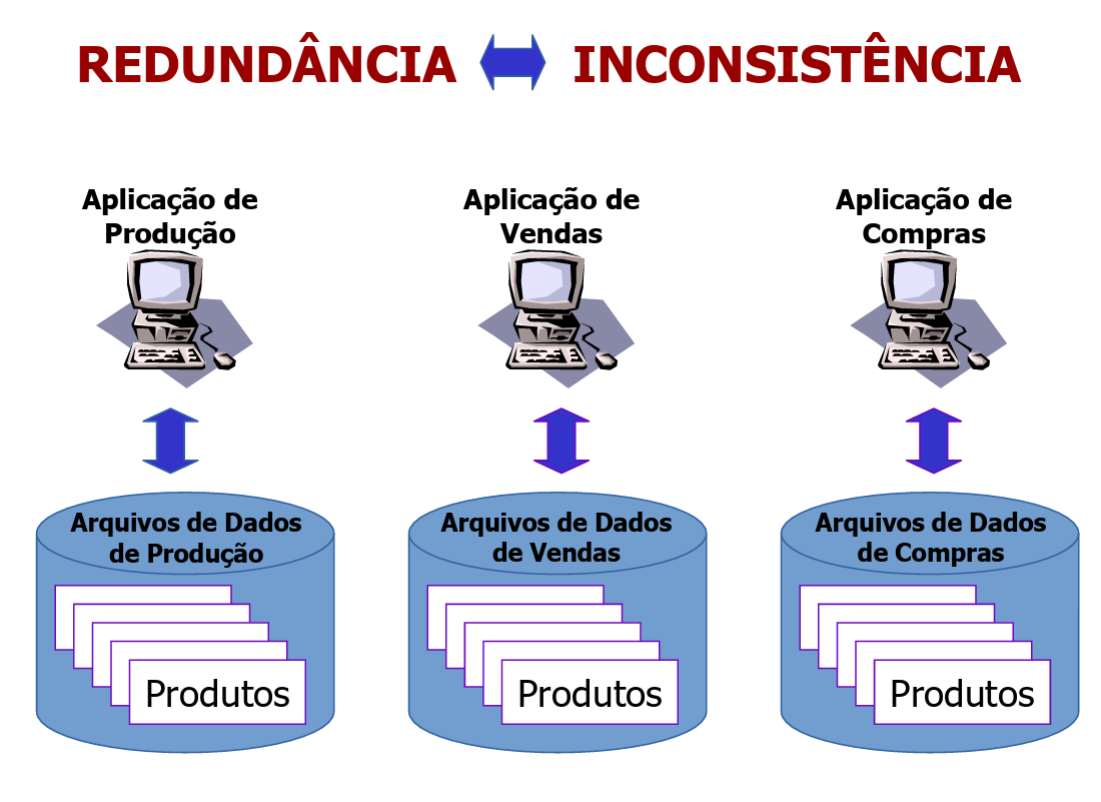 REDUNDÂNCIA INCONSISTÊNCIA
Aplicação de
Produção
Aplicação de
Vendas
Aplicação de
Compras
Arquivos de Dados
de Produção
Produtos
Arquivos de Dados
de Vendas
Produtos
Arquivos de Dados
de Compras
Produtos